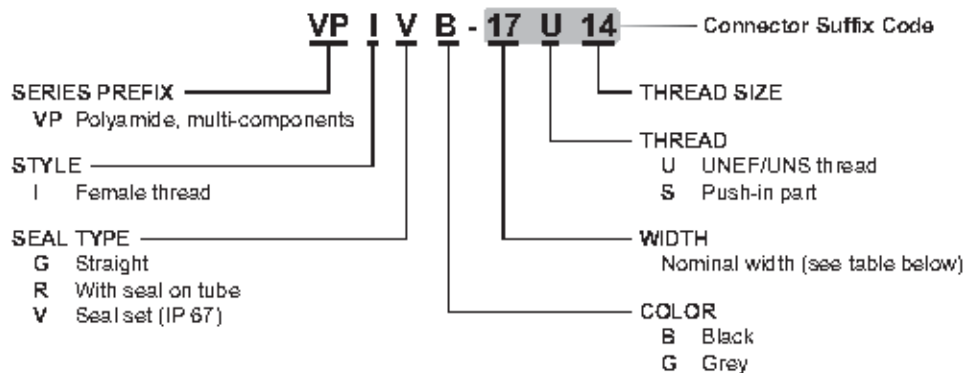 VP I V B - 17 U 14
Connector Suffix Code
SERIES PREFIX
VP Polyamide, multi-components
STYLE
I Female thread
SEAL TYPE
G Straight
R With seal on tube
V Seal set (IP 67)
THREAD SIZE
THREAD
U UNEF/UNS thread
S Push-in part
WIDTH
Nominal width (see table below)
COLOR
B Black
G Grey